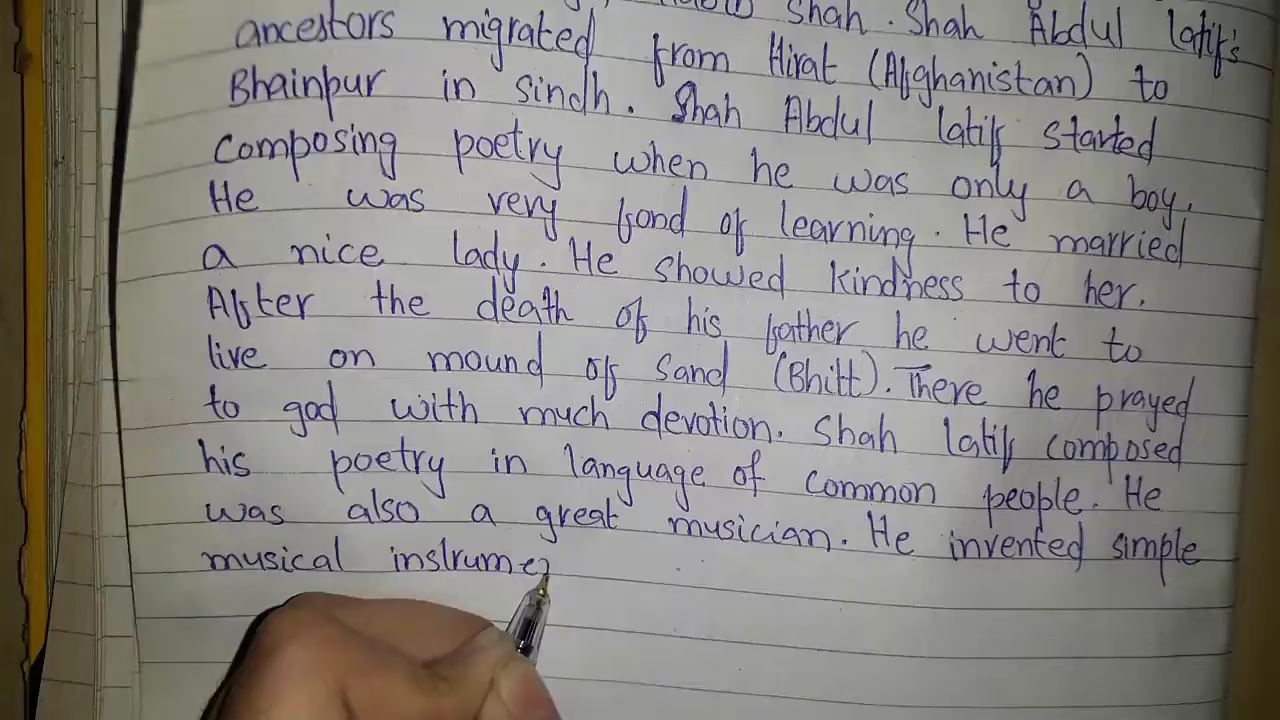 Shah. Shah Abdul latif's
ancestors migrated from Hirat (Afghanistan) to
Bhainpur in sindh. Shah Abdul latif started
composing poetry when he was only a boy.
He was very fond of learning. He married
a nice lady. He showed kindness to her.
After the death of his father he went to
live on mound of Sand (Bhitt). There he prayed
to god with much devotion. Shah latif composed
his poetry in language of common people. He
was also a great musician. He invented simple
musical instrume